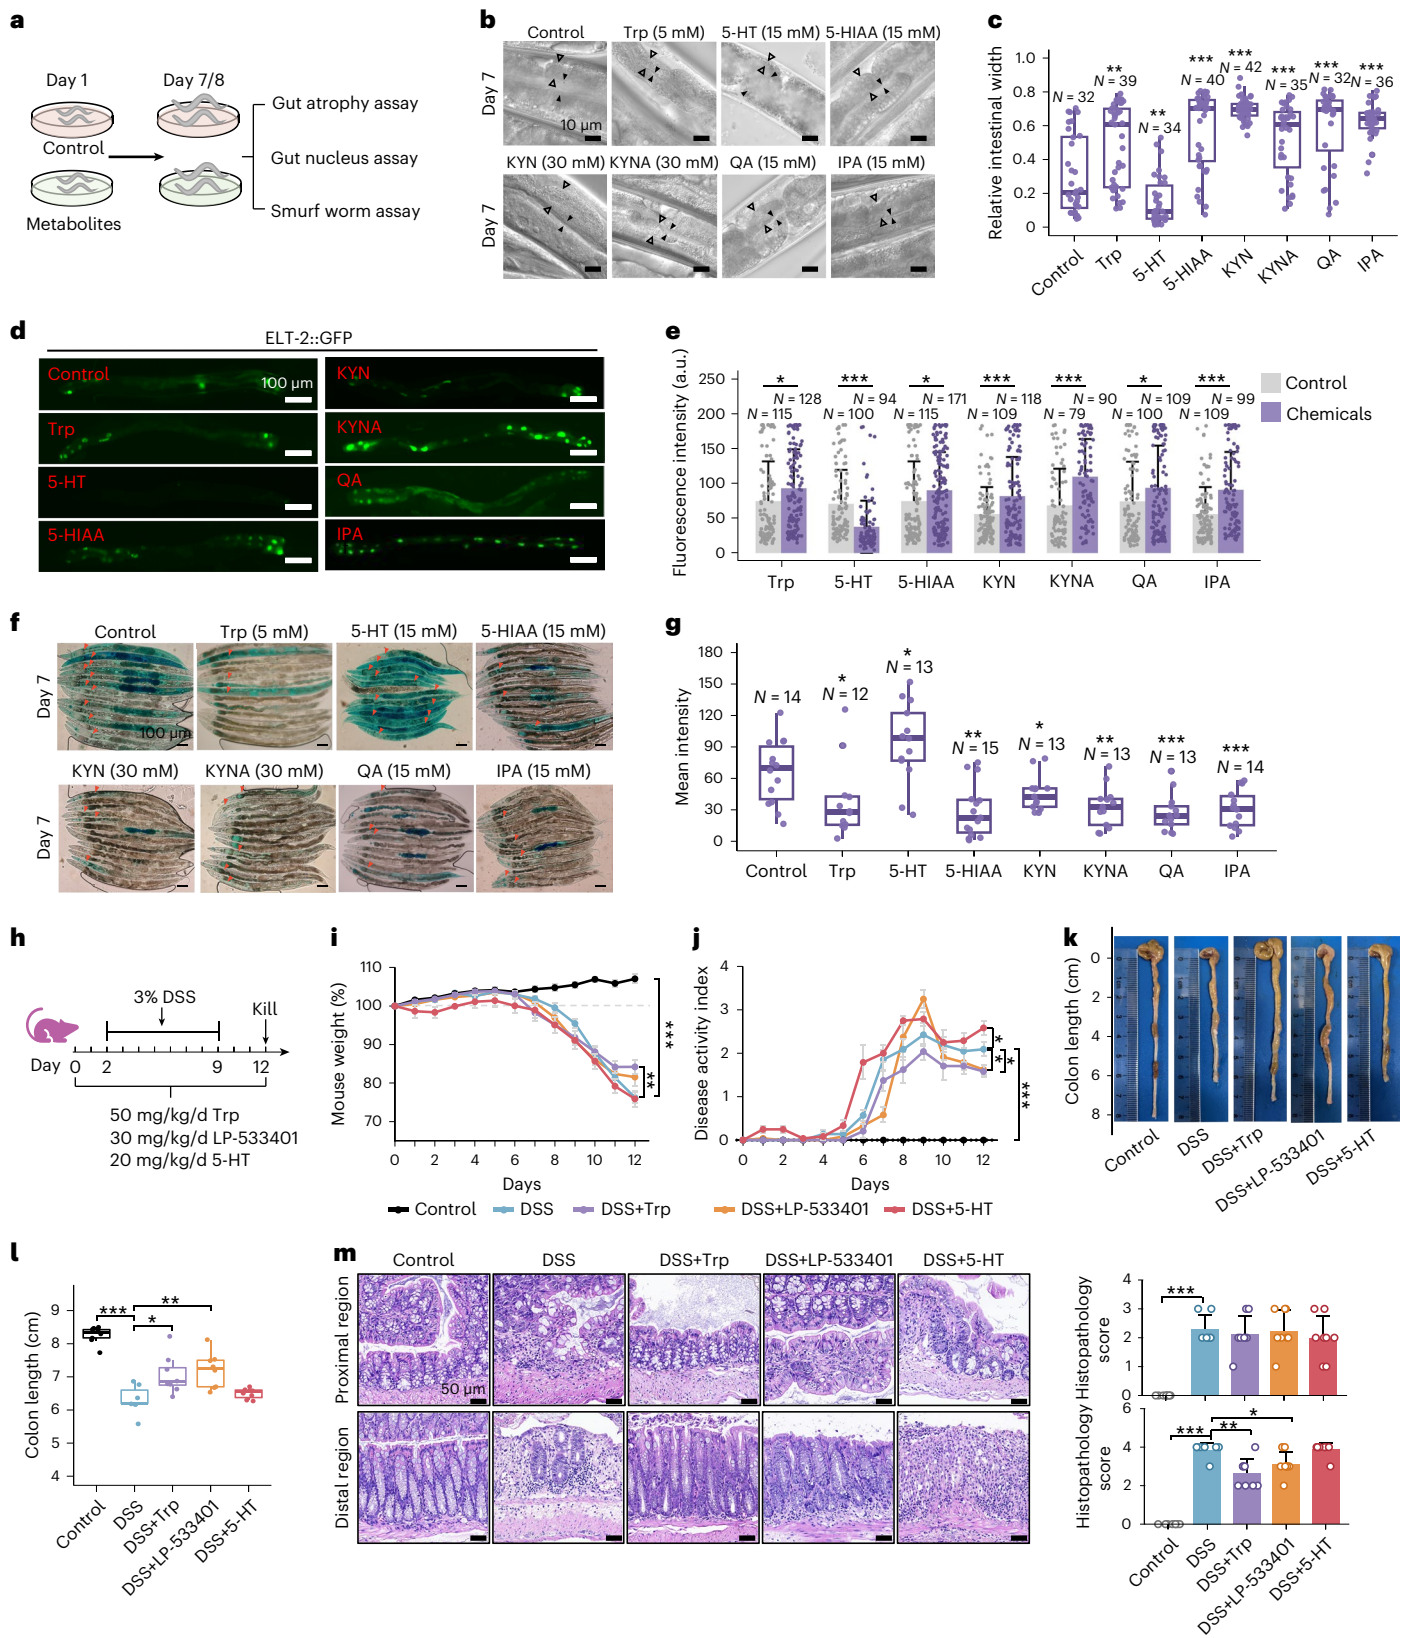 a
Day 1
Day 7/8
Control
Metabolites
Gut atrophy assay
Gut nucleus assay
Smurf worm assay
b
Control
Trp (5 mM)
5-HT (15 mM)
5-HIAA (15 mM)
Day 7
10 µm
KYN (30 mM)
KYNA (30 mM)
QA (15 mM)
IPA (15 mM)
Day 7
c
Relative intestinal width
1.0
0.8
0.6
0.4
0.2
0
N = 32
**
N = 39
**
N = 34
***
N = 40
***
N = 42
***
N = 35
***
N = 32
***
N = 36
Control
Trp
5-HT
5-HIAA
KYN
KYNA
QA
IPA
d
ELT-2::GFP
Control
100 µm
KYN
Trp
KYNA
5-HT
QA
5-HIAA
IPA
e
Fluorescence intensity (a.u.)
250
200
150
100
50
0
*
***
*
***
***
*
***
N = 128
N = 94
N = 171
N = 118
N = 90
N = 109
N = 99
N = 115
N = 100
N = 115
N = 109
N = 79
N = 100
N = 109
Trp
5-HT
5-HIAA
KYN
KYNA
QA
IPA
Control
Chemicals
f
Control
Trp (5 mM)
5-HT (15 mM)
5-HIAA (15 mM)
Day 7
100 µm
KYN (30 mM)
KYNA (30 mM)
QA (15 mM)
IPA (15 mM)
Day 7
g
Mean intensity
180
150
120
90
60
30
0
N = 14
*
N = 12
*
N = 13
**
N = 15
*
N = 13
**
N = 13
***
N = 13
***
N = 14
Control
Trp
5-HT
5-HIAA
KYN
KYNA
QA
IPA
h
3% DSS
Kill
Day
0
2
9
12
50 mg/kg/d Trp
30 mg/kg/d LP-533401
20 mg/kg/d 5-HT
i
Mouse weight (%)
110
100
90
80
70
0 2 4 6 8 10 12
Days
***
**
j
Disease activity index
4
3
2
1
0
0 2 4 6 8 10 12
Days
*
*
*
***
Control
DSS
DSS+Trp
DSS+LP-533401
DSS+5-HT
k
Colon length (cm)
0
2
4
6
8
Control
DSS
DSS+Trp
DSS+LP-533401
DSS+5-HT
l
Colon length (cm)
9
8
7
6
5
4
***
**
*
Control
DSS
DSS+Trp
DSS+LP-533401
DSS+5-HT
m
Control
DSS
DSS+Trp
DSS+LP-533401
DSS+5-HT
Proximal region
50 µm
Distal region
Histopathology
score
4
3
2
1
0
***
Histopathology
score
6
4
2
0
***
**
*
Control
DSS
DSS+Trp
DSS+LP-533401
DSS+5-HT